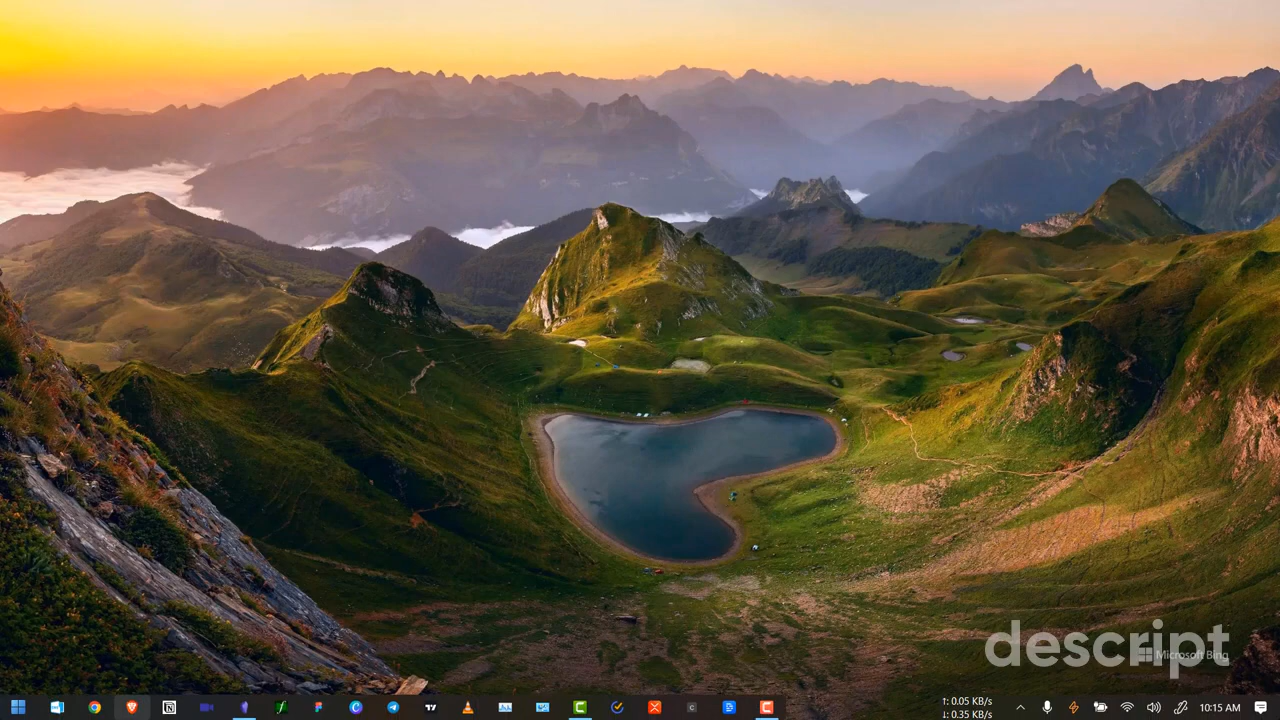 descript
Microsoft Bing
↑: 0.05 KB/s
↓: 0.35 KB/s
10:15 AM